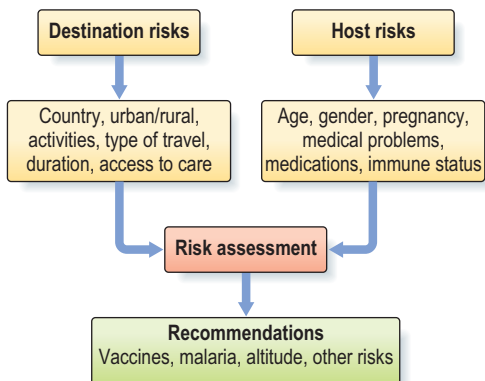 Destination risks
Host risks
Country, urban/rural,
activities, type of travel,
duration, access to care
Age, gender, pregnancy,
medical problems,
medications, immune status
Risk assessment
Recommendations
Vaccines, malaria, altitude, other risks